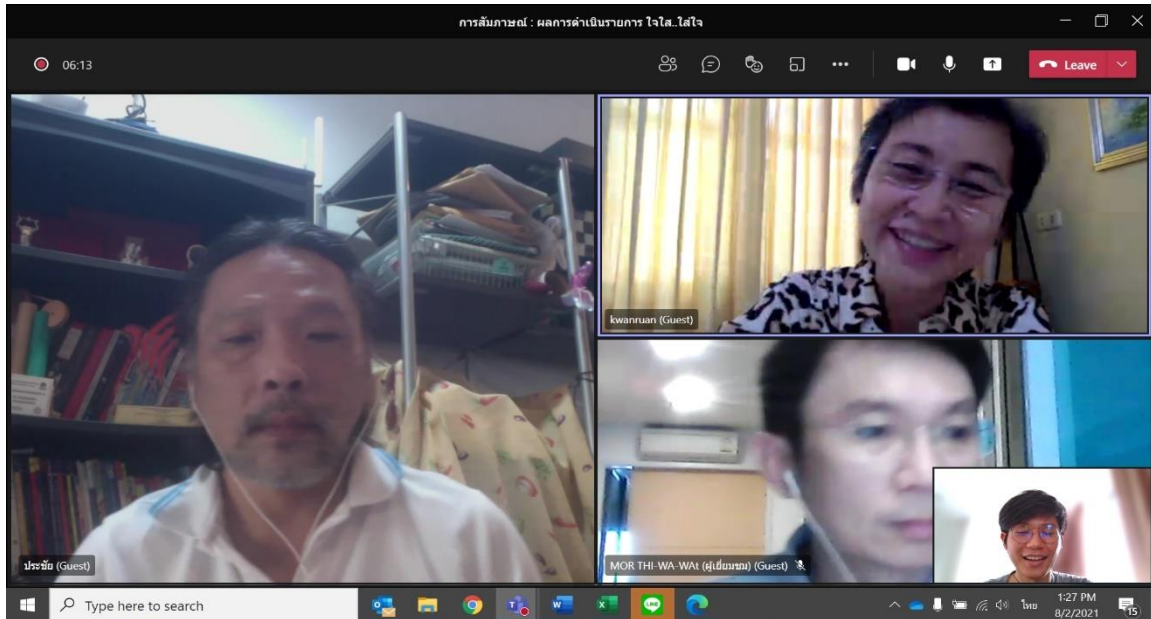 การสัมภาษณ์ : ผลการดำเนินรายการ ใจใส..ใส่ใจ
06:13
Leave
kwanruan (Guest)
ประชัย (Guest)
MOR THI-WA-WAt (ผู้เยี่ยมชม) (Guest)
Type here to search
LINE
ไทย
1:27 PM
8/2/2021
15